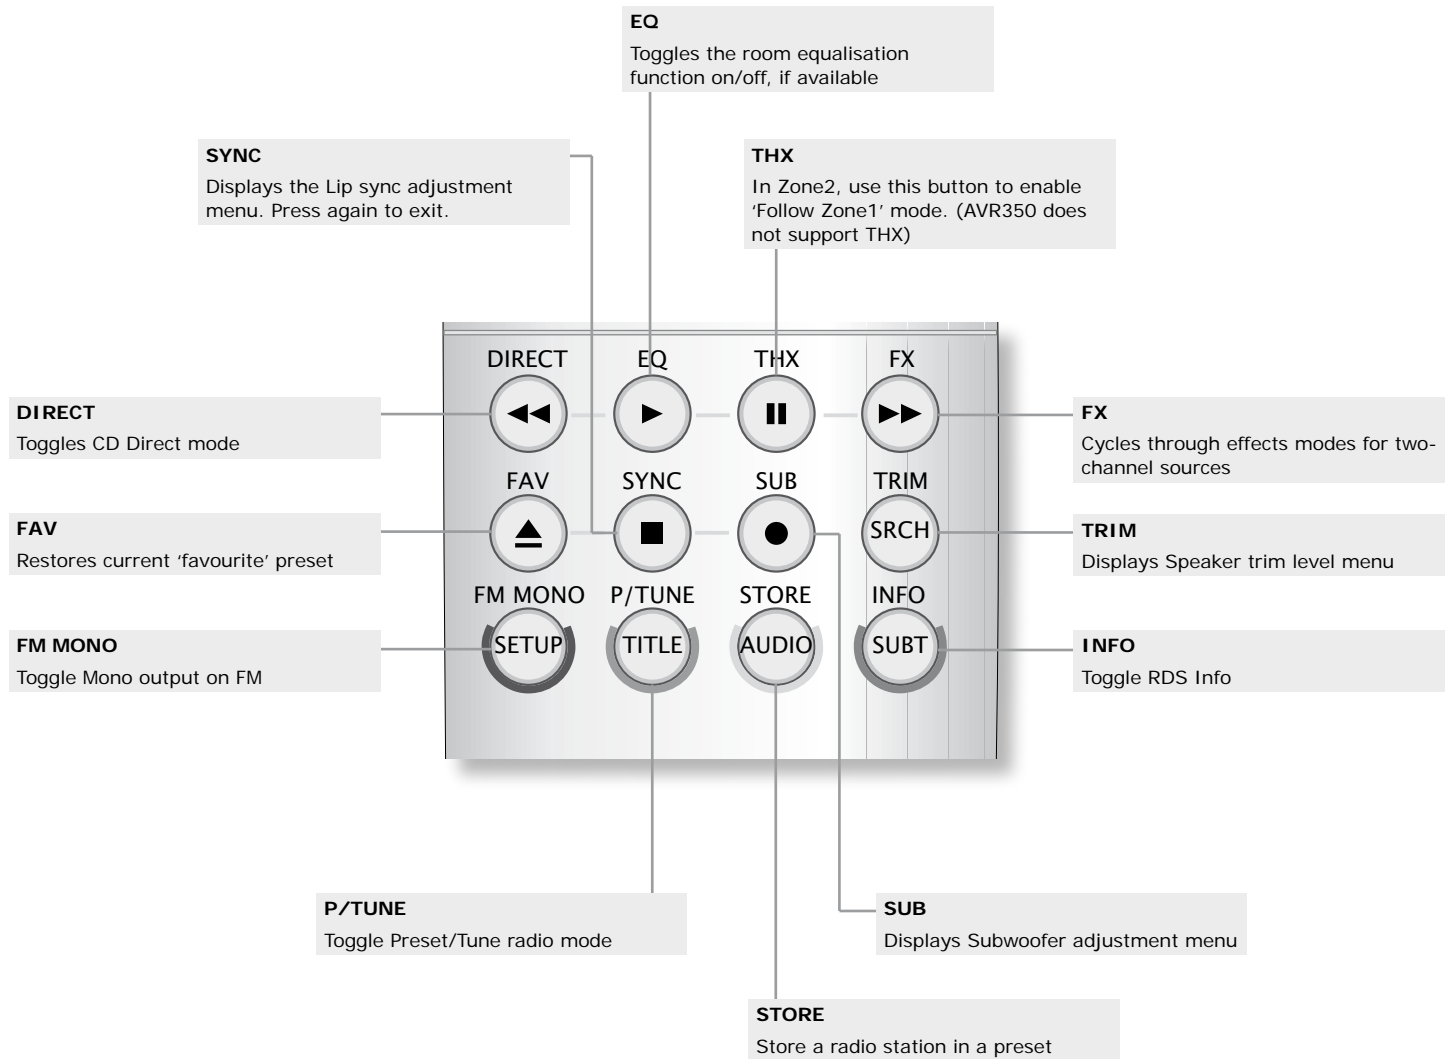 EQ
Toggles the room equalisation
function on/off, if available
SYNC
Displays the Lip sync adjustment
menu. Press again to exit.
THX
In Zone2, use this button to enable
‘Follow Zone1’ mode. (AVR350 does
not support THX)
DIRECT EQ THX FX
DIRECT
Toggles CD Direct mode
FX
Cycles through effects modes for two-
channel sources
FAV SYNC SUB TRIM
SRCH
FAV
Restores current ‘favourite’ preset
TRIM
Displays Speaker trim level menu
FM MONO P/TUNE STORE INFO
SETUP TITLE AUDIO SUBT
FM MONO
Toggle Mono output on FM
INFO
Toggle RDS Info
P/TUNE
Toggle Preset/Tune radio mode
SUB
Displays Subwoofer adjustment menu
STORE
Store a radio station in a preset